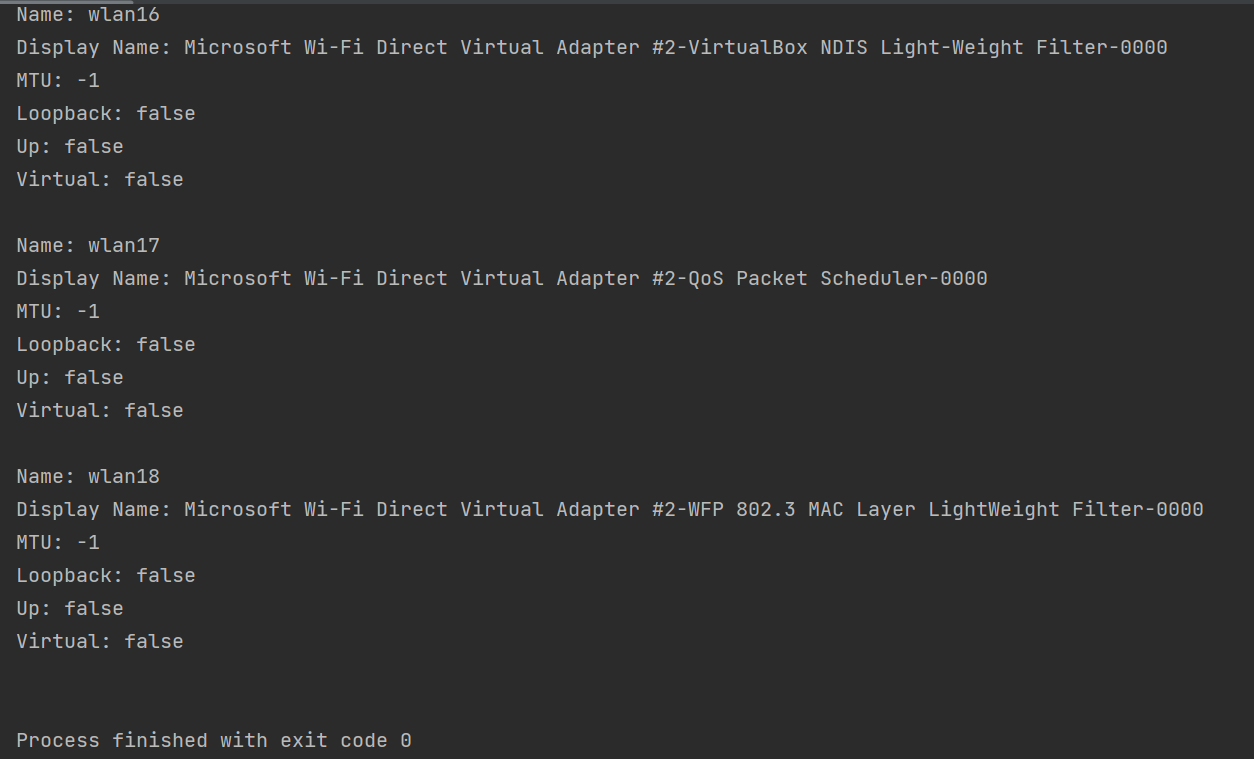 Name: wlan16
Display Name: Microsoft Wi-Fi Direct Virtual Adapter #2-VirtualBox NDIS Light-Weight Filter-0000
MTU: -1
Loopback: false
Up: false
Virtual: false
Name: wlan17
Display Name: Microsoft Wi-Fi Direct Virtual Adapter #2-QoS Packet Scheduler-0000
MTU: -1
Loopback: false
Up: false
Virtual: false
Name: wlan18
Display Name: Microsoft Wi-Fi Direct Virtual Adapter #2-WFP 802.3 MAC Layer LightWeight Filter-0000
MTU: -1
Loopback: false
Up: false
Virtual: false
Process finished with exit code 0